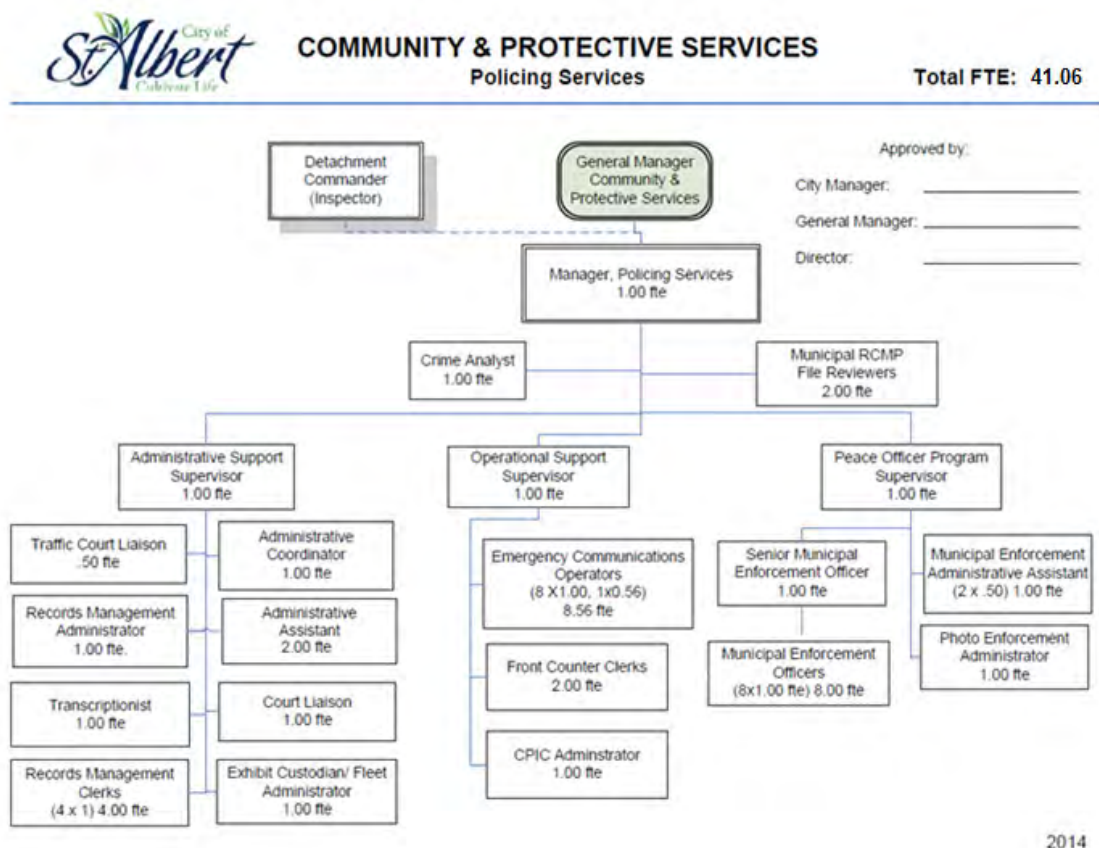 City of
St. Albert
Cultivate Life
COMMUNITY & PROTECTIVE SERVICES
Policing Services
Total FTE: 41.06
Detachment
Commander
(Inspector)
General Manager
Community &
Protective Services
Approved by:
City Manager:
General Manager:
Director:
Manager, Policing Services
1.00 fte
Crime Analyst
1.00 fte
Municipal RCMP
File Reviewers
2.00 fte
Administrative Support
Supervisor
1.00 fte
Operational Support
Supervisor
1.00 fte
Peace Officer Program
Supervisor
1.00 fte
Traffic Court Liaison
.50 fte
Administrative
Coordinator
1.00 fte
Records Management
Administrator
1.00 fte.
Administrative
Assistant
2.00 fte
Transcriptionist
1.00 fte
Court Liaison
1.00 fte
Records Management
Clerks
(4 x 1) 4.00 fte
Exhibit Custodian/ Fleet
Administrator
1.00 fte
Emergency Communications
Operators
(8 X1.00, 1x0.56)
8.56 fte
Front Counter Clerks
2.00 fte
CPIC Adminstrator
1.00 fte
Senior Municipal
Enforcement Officer
1.00 fte
Municipal Enforcement
Officers
(8x1.00 fte) 8.00 fte
Municipal Enforcement
Administrative Assistant
(2 x .50) 1.00 fte
Photo Enforcement
Administrator
1.00 fte
2014